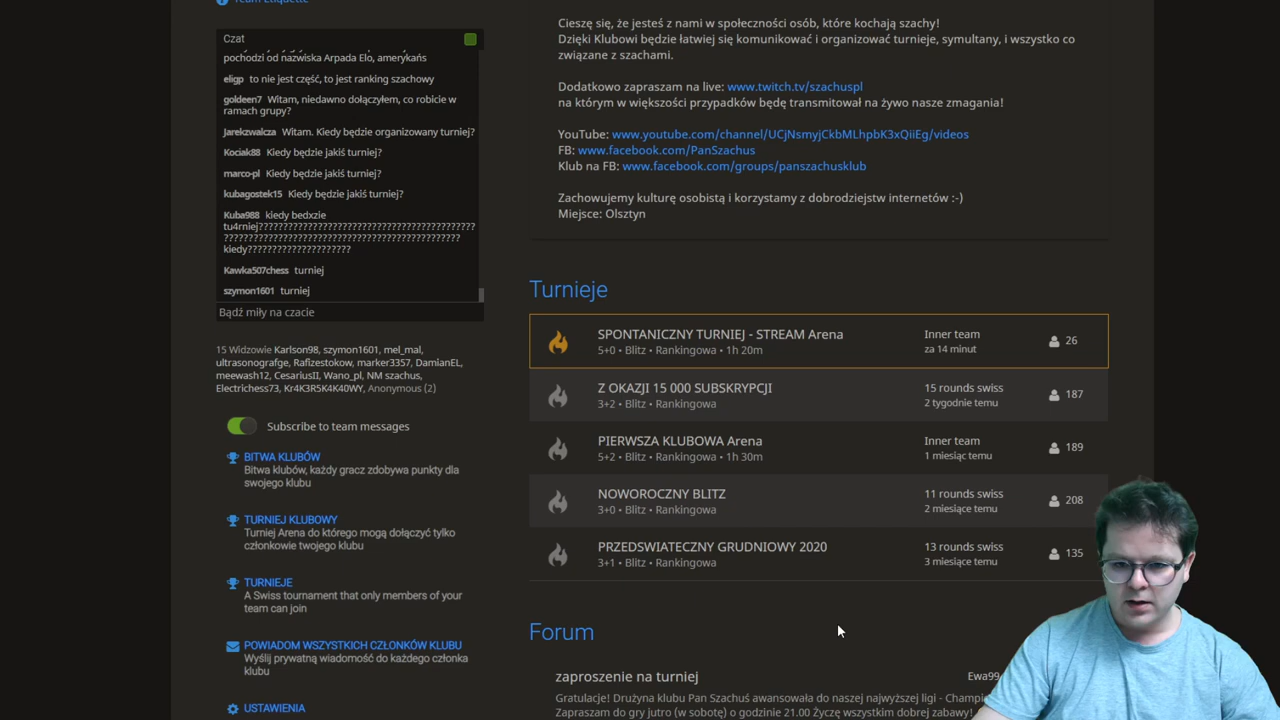 Team Etiquette
Czat
pochodzi od nazwiska Arpada Elo, amerykańs
eligp to nie jest część, to jest ranking szachowy
goldeen7 Witam, niedawno dołączyłem, co robicie w
ramach grupy?
Jarekzwalcza Witam. Kiedy będzie organizowany turniej?
Kociak88 Kiedy będzie jakiś turniej?
marco-pl Kiedy będzie jakiś turniej?
kubagostek15 Kiedy będzie jakiś turniej?
Kuba988 kiedy bedxzie
tu4rniej???????????????????????????????????????????
???????????????????????????????????????????????
kiedy?????????????????????
Kawka507chess turniej
szymon1601 turniej
Bądź miły na czacie
15 Widzowie Karlson98, szymon1601, mel_mal,
ultrasonografge, Rafizestokow, marker3357, DamianEL,
meewash12, CesariusII, Wano_pl, NM szachus,
Electrichess73, Kr4K3R5K4K40WY, Anonymous (2)
Subscribe to team messages
BITWA KLUBÓW
Bitwa klubów, każdy gracz zdobywa punkty dla
swojego klubu
TURNIEJ KLUBOWY
Turniej Arena do którego mogą dołączyć tylko
członkowie twojego klubu
TURNIEJE
A Swiss tournament that only members of your
team can join
POWIADOM WSZYSTKICH CZŁONKÓW KLUBU
Wyślij prywatną wiadomość do każdego członka
klubu
USTAWIENIA
Cieszę się, że jesteś z nami w społeczności osób, które kochają szachy!
Dzięki Klubowi będzie łatwiej się komunikować i organizować turnieje, symultany, i wszystko co
związane z szachami.
Dodatkowo zapraszam na live: www.twitch.tv/szachuspl
na którym w większości przypadków będę transmitował na żywo nasze zmagania!
YouTube: www.youtube.com/channel/UCjNsmyjCkbMLhpbK3xQiiEg/videos
FB: www.facebook.com/PanSzachus
Klub na FB: www.facebook.com/groups/panszachusklub
Zachowujemy kulturę osobistą i korzystamy z dobrodziejstw internetów :-)
Miejsce: Olsztyn
Turnieje
SPONTANICZNY TURNIEJ - STREAM Arena Inner team 26
5+0 • Blitz • Rankingowa • 1h 20m za 14 minut
Z OKAZJI 15 000 SUBSKRYPCJI 15 rounds swiss 187
3+2 • Blitz • Rankingowa 2 tygodnie temu
PIERWSZA KLUBOWA Arena Inner team 189
5+2 • Blitz • Rankingowa • 1h 30m 1 miesiąc temu
NOWOROCZNY BLITZ 11 rounds swiss 208
3+0 • Blitz • Rankingowa 2 miesiące temu
PRZEDSWIATECZNY GRUDNIOWY 2020 13 rounds swiss 135
3+1 • Blitz • Rankingowa 3 miesiące temu
Forum
zaproszenie na turniej Ewa99
Gratulacje! Drużyna klubu Pan Szachuś awansowała do naszej najwyższej ligi - Champi
Zapraszam do gry jutro (w sobotę) o godzinie 21.00 Życzę wszystkim dobrej zabawy!